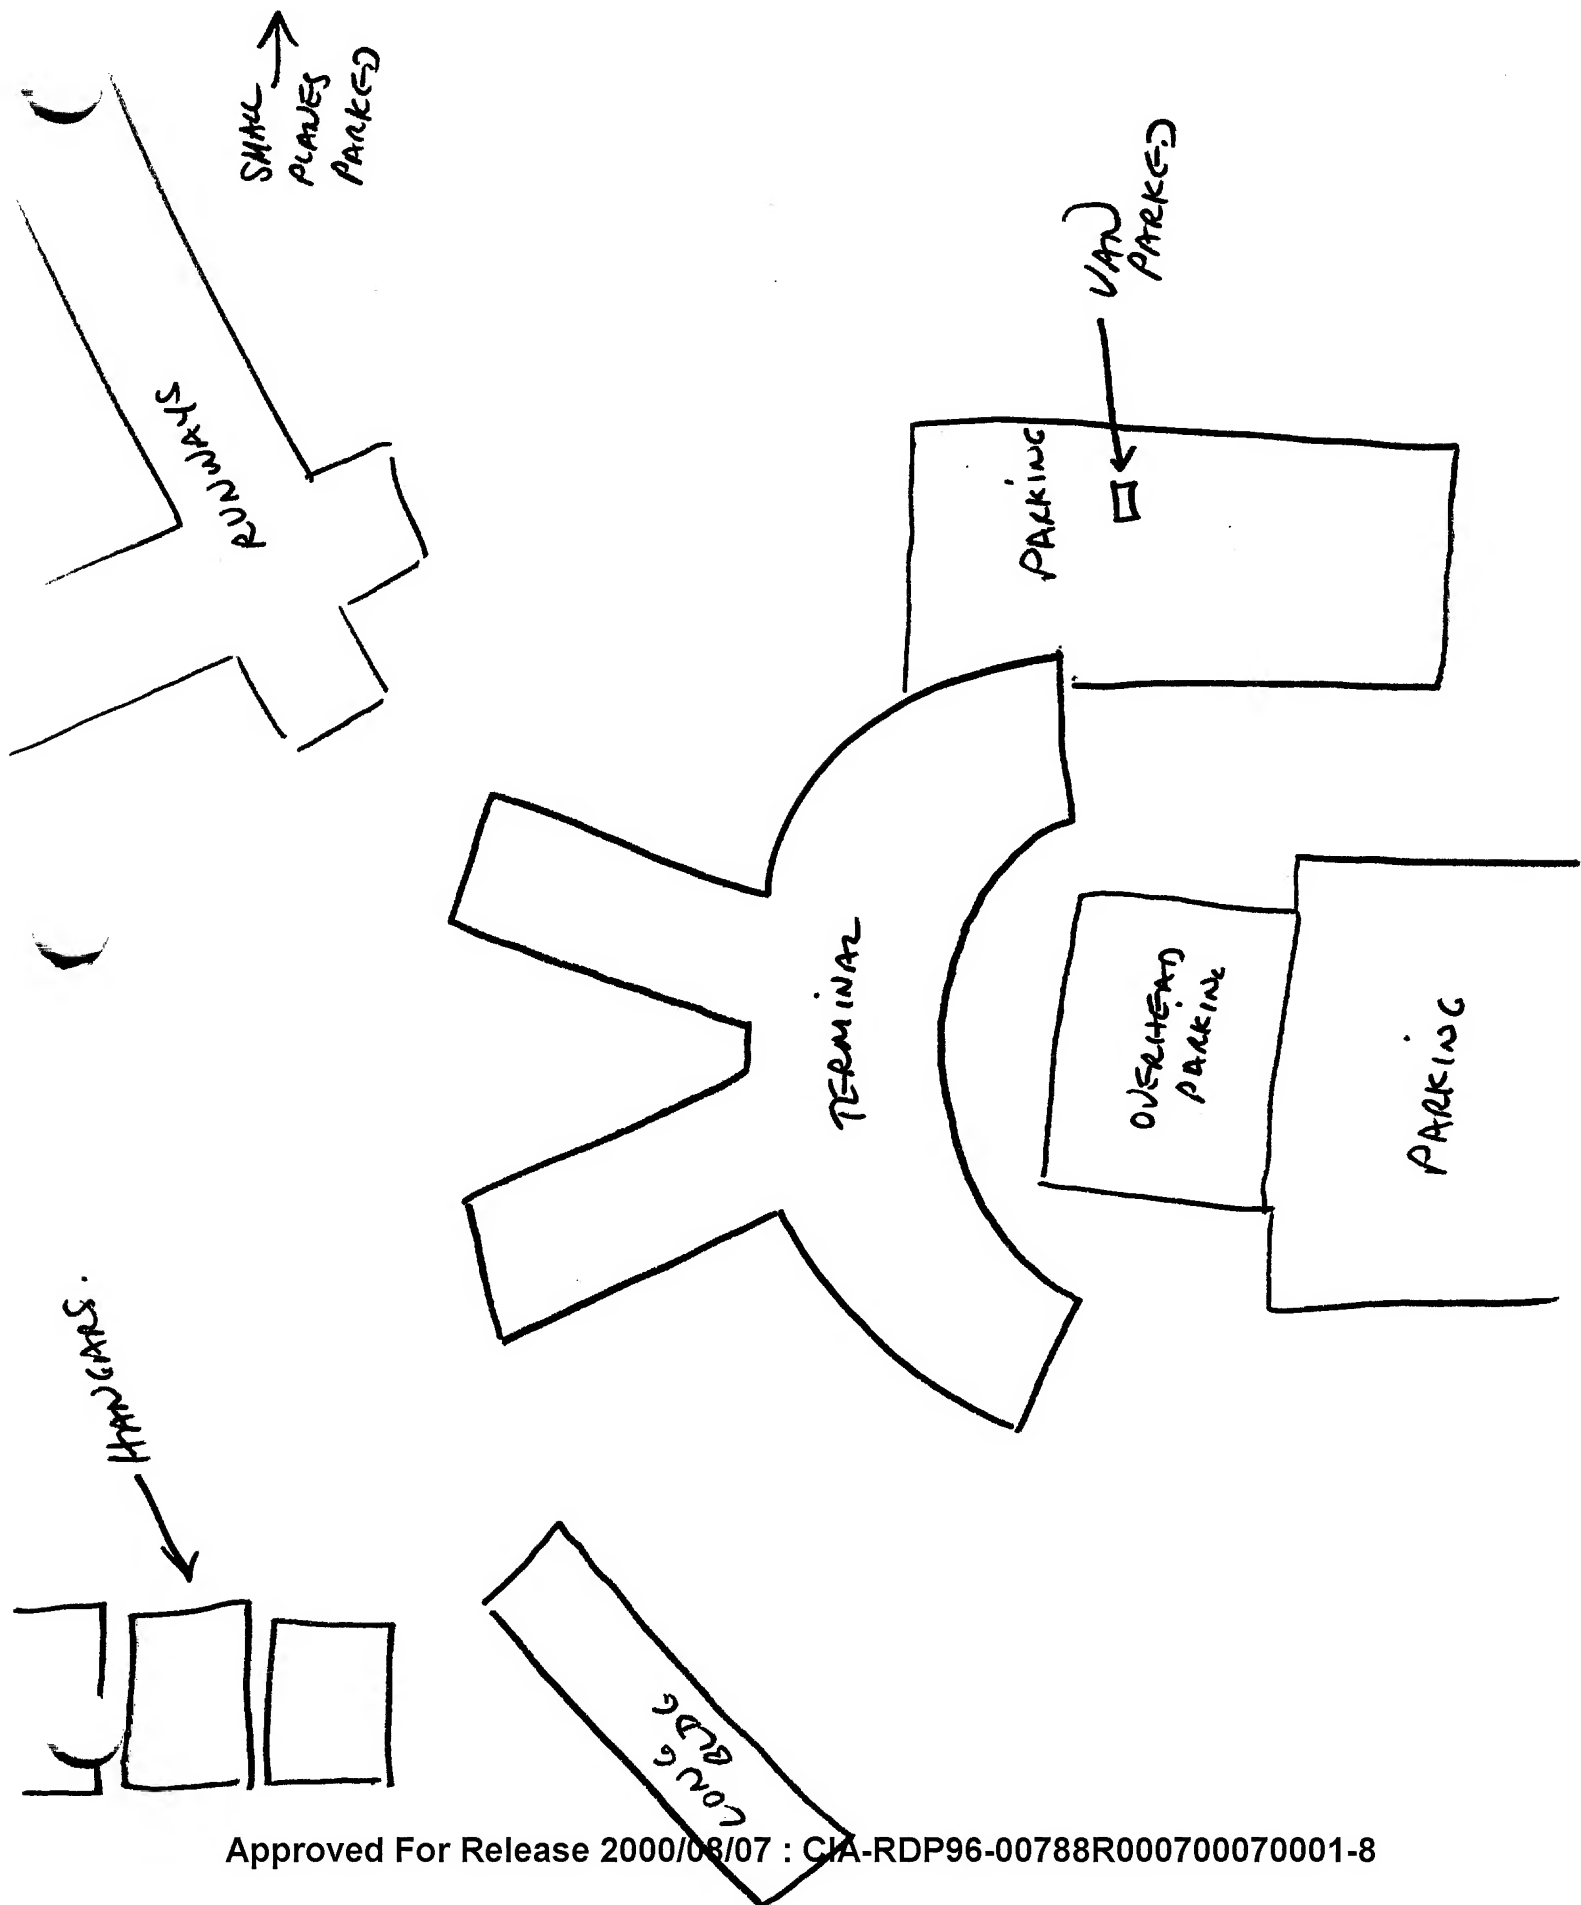 SMALL
PLANES
PARKED
RUNWAYS
VAN
PARKED
PARKING
TERMINAL
OVERHEAD
PARKING
PARKING
HANGARS.
LONG
BLDG
Approved For Release 2000/08/07 : CIA-RDP96-00788R000700070001-8